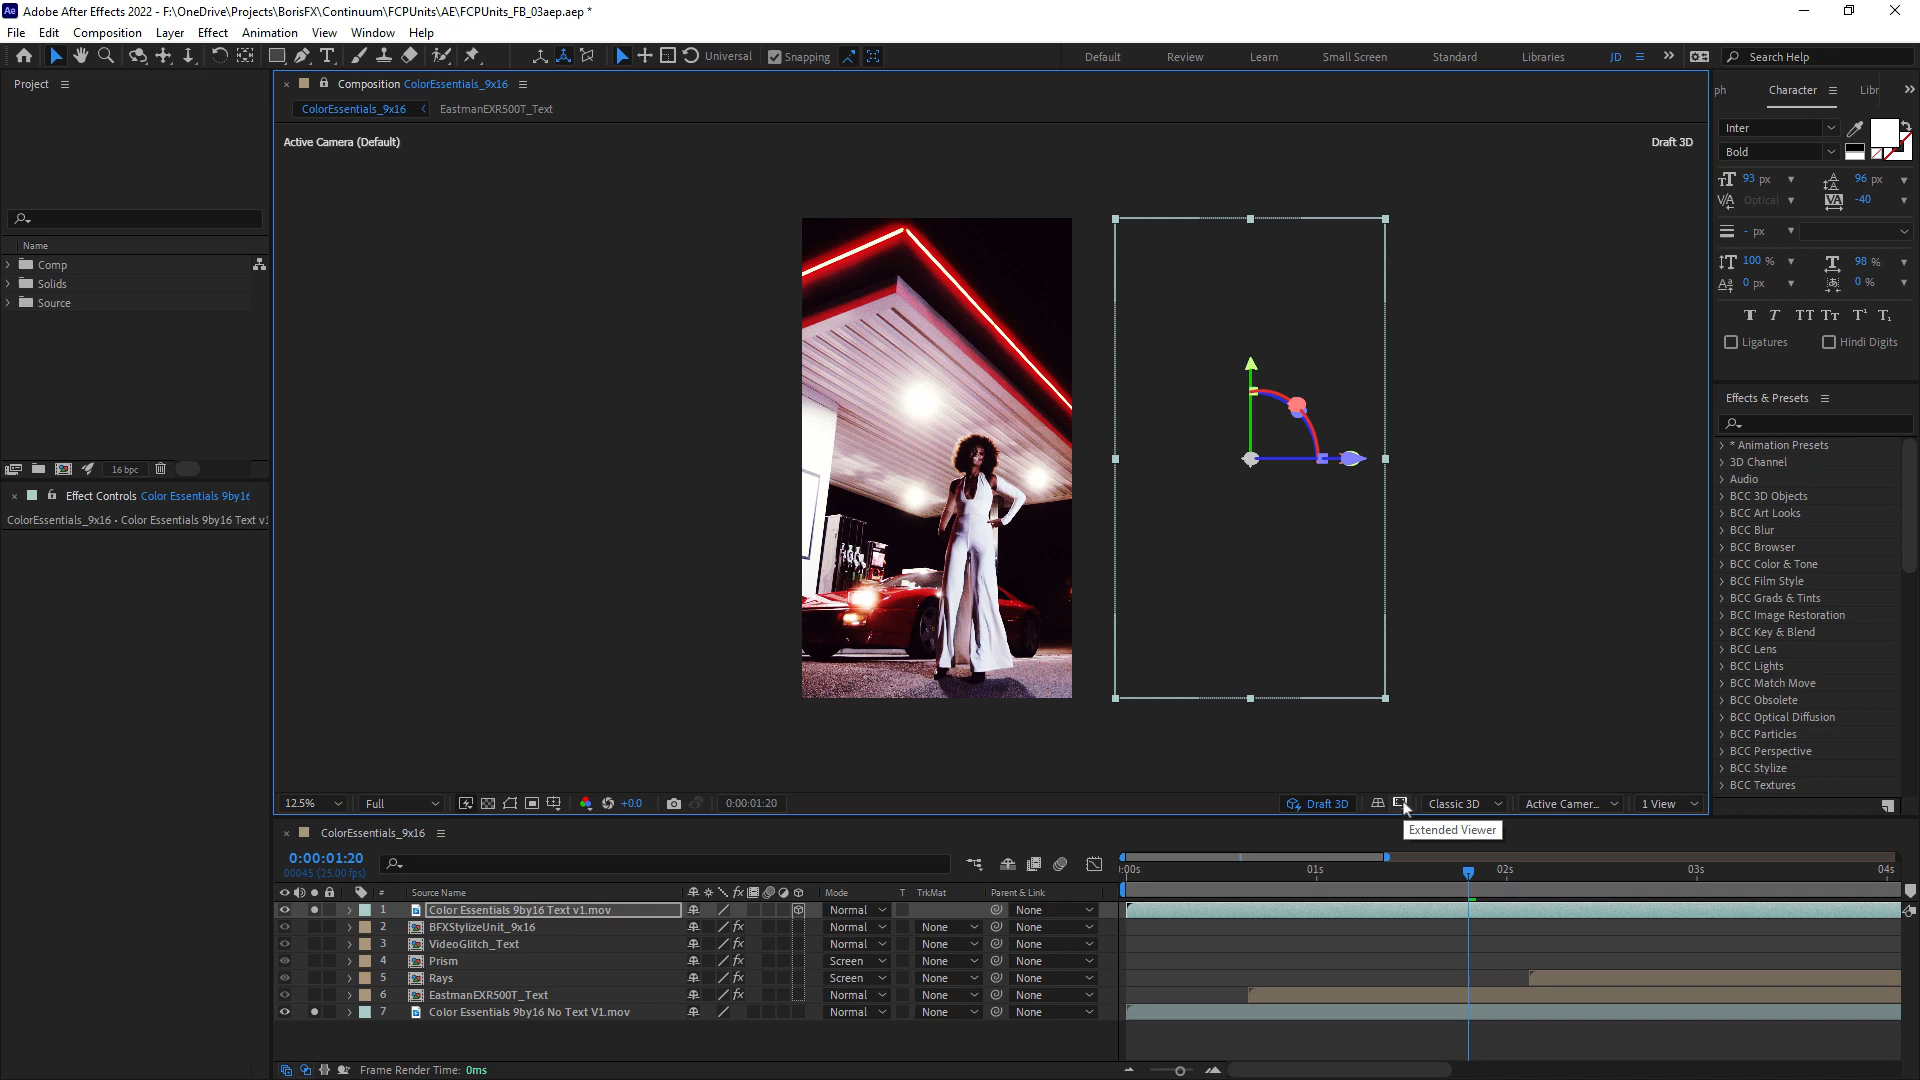 Adobe After Effects 2022 - F:\OneDrive\Projects\BorisFX\Continuum\FCPUnits\AE\FCPUnits_FB_03aep.aep *
File Edit Composition Layer Effect Animation View Window Help
Universal Snapping Default Review Learn Small Screen Standard Libraries JD Search Help
Project
Composition ColorEssentials_9x16
ColorEssentials_9x16 EastmanEXR500T_Text
Active Camera (Default)
Draft 3D
Name
Comp
Solids
Source
16 bpc
Effect Controls Color Essentials 9by16
ColorEssentials_9x16 • Color Essentials 9by16 Text v1
12.5% Full +0.0 0:00:01:20 Draft 3D Classic 3D Active Camer... 1 View
Extended Viewer
ph Character Libr
Inter
Bold
93 px 96 px
Optical -40
- px
100 % 98 %
0 px 0 %
Ligatures Hindi Digits
Effects & Presets
* Animation Presets
3D Channel
Audio
BCC 3D Objects
BCC Art Looks
BCC Blur
BCC Browser
BCC Color & Tone
BCC Film Style
BCC Grads & Tints
BCC Image Restoration
BCC Key & Blend
BCC Lens
BCC Lights
BCC Match Move
BCC Obsolete
BCC Optical Diffusion
BCC Particles
BCC Perspective
BCC Stylize
BCC Textures
ColorEssentials_9x16
0:00:01:20
00045 (25.00 fps)
:00s 01s 02s 03s 04s
# Source Name Mode T TrkMat Parent & Link
1 Color Essentials 9by16 Text v1.mov Normal None
2 BFXStylizeUnit_9x16 Normal None None
3 VideoGlitch_Text Normal None None
4 Prism Screen None None
5 Rays Screen None None
6 EastmanEXR500T_Text Normal None None
7 Color Essentials 9by16 No Text V1.mov Normal None None
Frame Render Time: 0ms